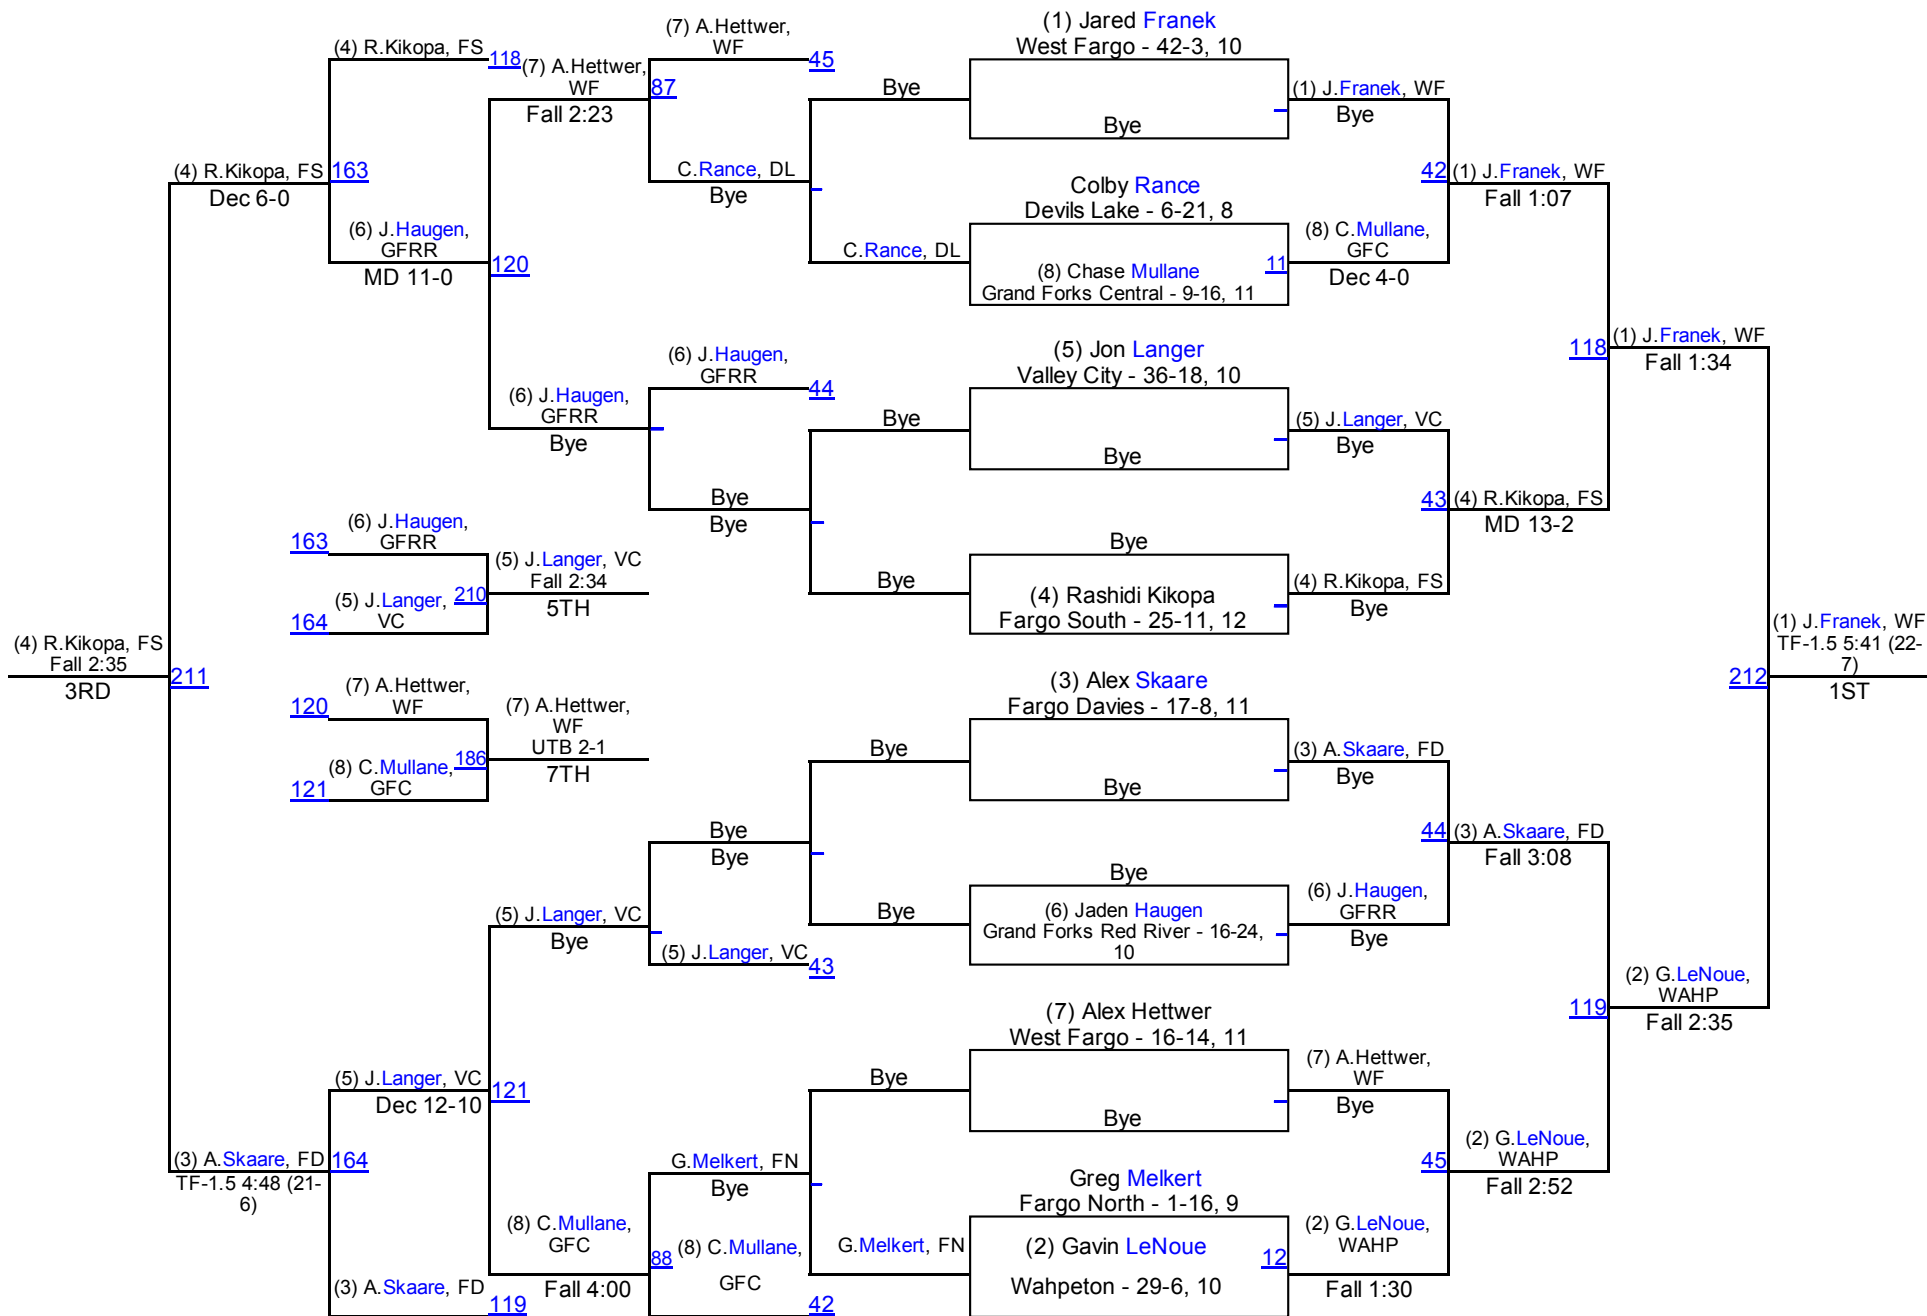 (1) Jared Franek
West Fargo - 42-3, 10
Bye
Bye
(1) J.Franek, WF
Bye
Colby Rance
Devils Lake - 6-21, 8
C.Rance, DL
(8) Chase Mullane
Grand Forks Central - 9-16, 11
11
(8) C.Mullane,
GFC
Dec 4-0
42
(1) J.Franek, WF
Fall 1:07
(5) Jon Langer
Valley City - 36-18, 10
Bye
Bye
(5) J.Langer, VC
Bye
Bye
Bye
(4) Rashidi Kikopa
Fargo South - 25-11, 12
(4) R.Kikopa, FS
Bye
43
(4) R.Kikopa, FS
MD 13-2
118
(1) J.Franek, WF
Fall 1:34
(3) Alex Skaare
Fargo Davies - 17-8, 11
Bye
Bye
(3) A.Skaare, FD
Bye
Bye
Bye
(6) Jaden Haugen
Grand Forks Red River - 16-24,
10
(6) J.Haugen,
GFRR
Bye
44
(3) A.Skaare, FD
Fall 3:08
(7) Alex Hettwer
West Fargo - 16-14, 11
Bye
Bye
(7) A.Hettwer,
WF
Bye
Greg Melkert
Fargo North - 1-16, 9
G.Melkert, FN
(2) Gavin LeNoue
Wahpeton - 29-6, 10
12
(2) G.LeNoue,
WAHP
Fall 1:30
45
(2) G.LeNoue,
WAHP
Fall 2:52
119
(2) G.LeNoue,
WAHP
Fall 2:35
212
(1) J.Franek, WF
TF-1.5 5:41 (22-
7)
1ST
(7) A.Hettwer,
WF
45
C.Rance, DL
Bye
87
(7) A.Hettwer,
WF
Fall 2:23
(6) J.Haugen,
GFRR
44
Bye
Bye
(6) J.Haugen,
GFRR
Bye
120
(6) J.Haugen,
GFRR
MD 11-0
(4) R.Kikopa, FS
118
163
(4) R.Kikopa, FS
Dec 6-0
163
(6) J.Haugen,
GFRR
164
(5) J.Langer,
VC
210
(5) J.Langer, VC
Fall 2:34
5TH
120
(7) A.Hettwer,
WF
121
(8) C.Mullane,
GFC
186
(7) A.Hettwer,
WF
UTB 2-1
7TH
Bye
Bye
(5) J.Langer, VC
43
(5) J.Langer, VC
Bye
G.Melkert, FN
Bye
(8) C.Mullane,
GFC
42
88
(8) C.Mullane,
GFC
Fall 4:00
121
(5) J.Langer, VC
Dec 12-10
(3) A.Skaare, FD
119
164
(3) A.Skaare, FD
TF-1.5 4:48 (21-
6)
211
(4) R.Kikopa, FS
Fall 2:35
3RD